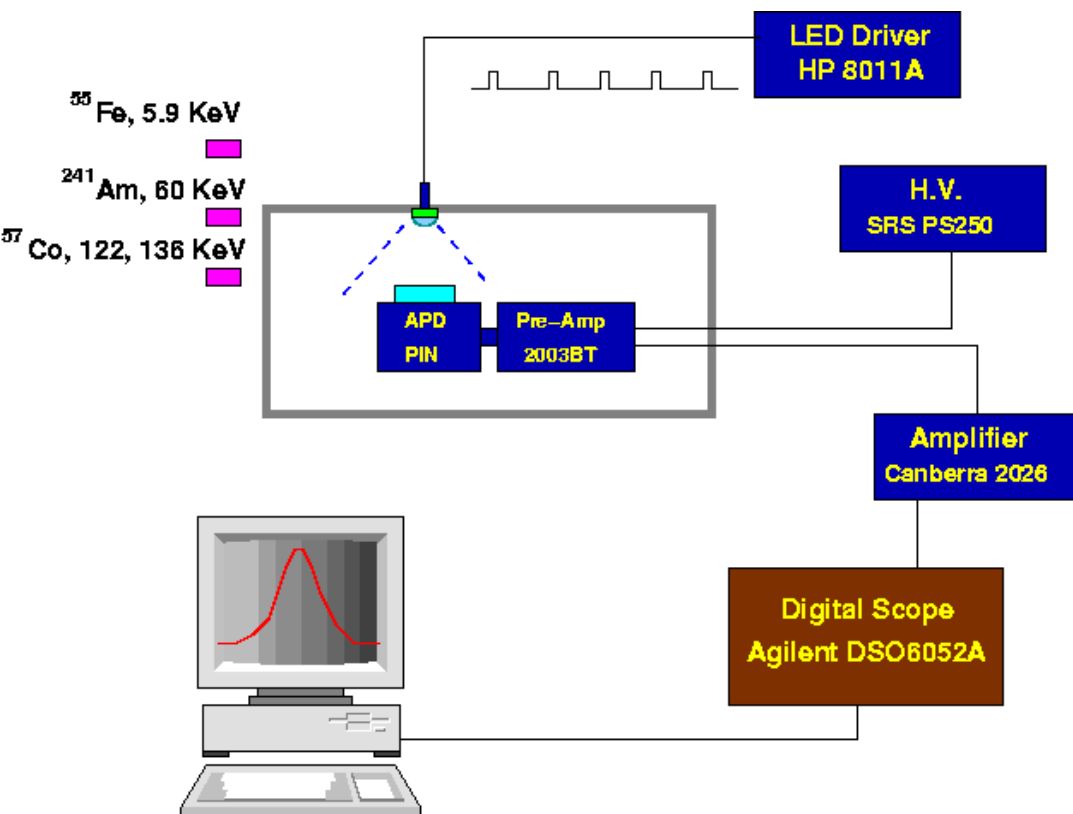 LED Driver
HP 8011A
55Fe, 5.9 KeV
241Am, 60 KeV
57Co, 122, 136 KeV
H.V.
SRS PS250
APD
PIN
Pre-Amp
2003BT
Amplifier
Canberra 2026
Digital Scope
Agilent DSO6052A